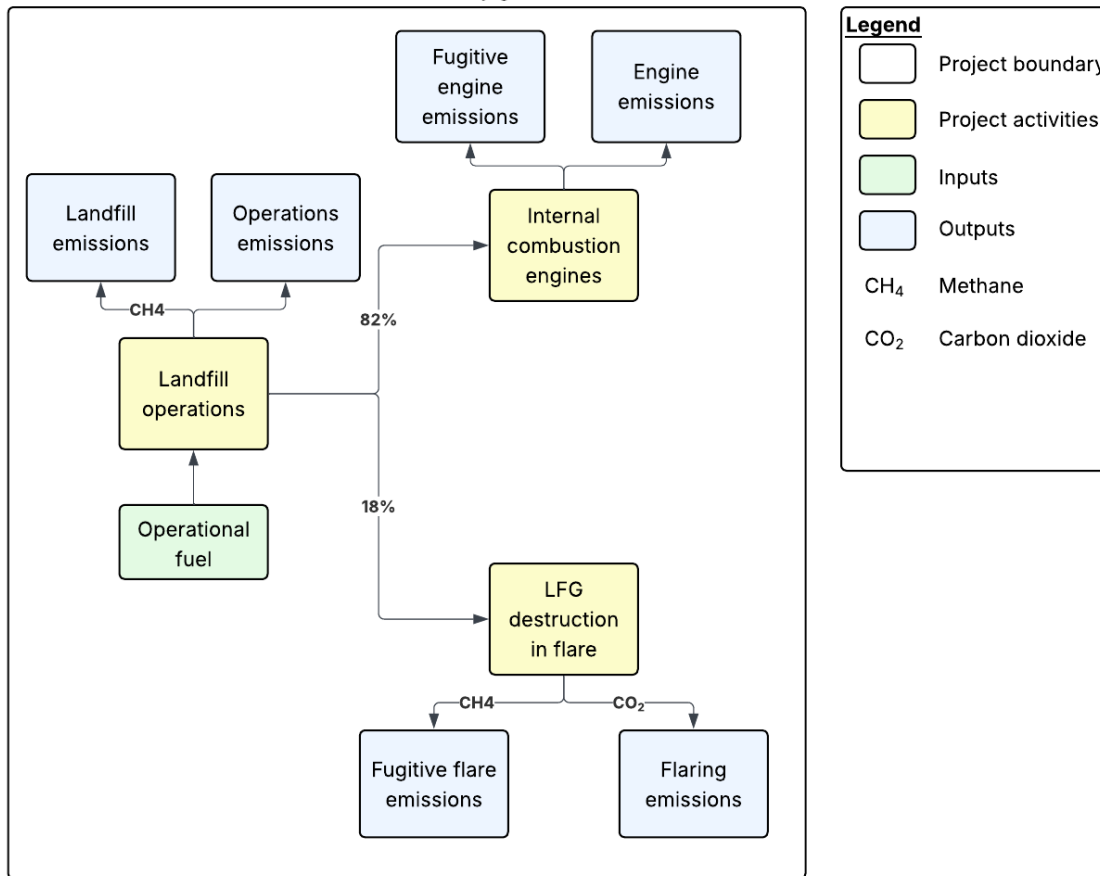 Fugitive
engine
emissions
Engine
emissions
Landfill
emissions
Operations
emissions
Internal
combustion
engines
CH4
82%
Landfill
operations
18%
Operational
fuel
LFG
destruction
in flare
CH4
CO₂
Fugitive flare
emissions
Flaring
emissions
Legend
Project boundary
Project activities
Inputs
Outputs
CH₄ Methane
CO₂ Carbon dioxide